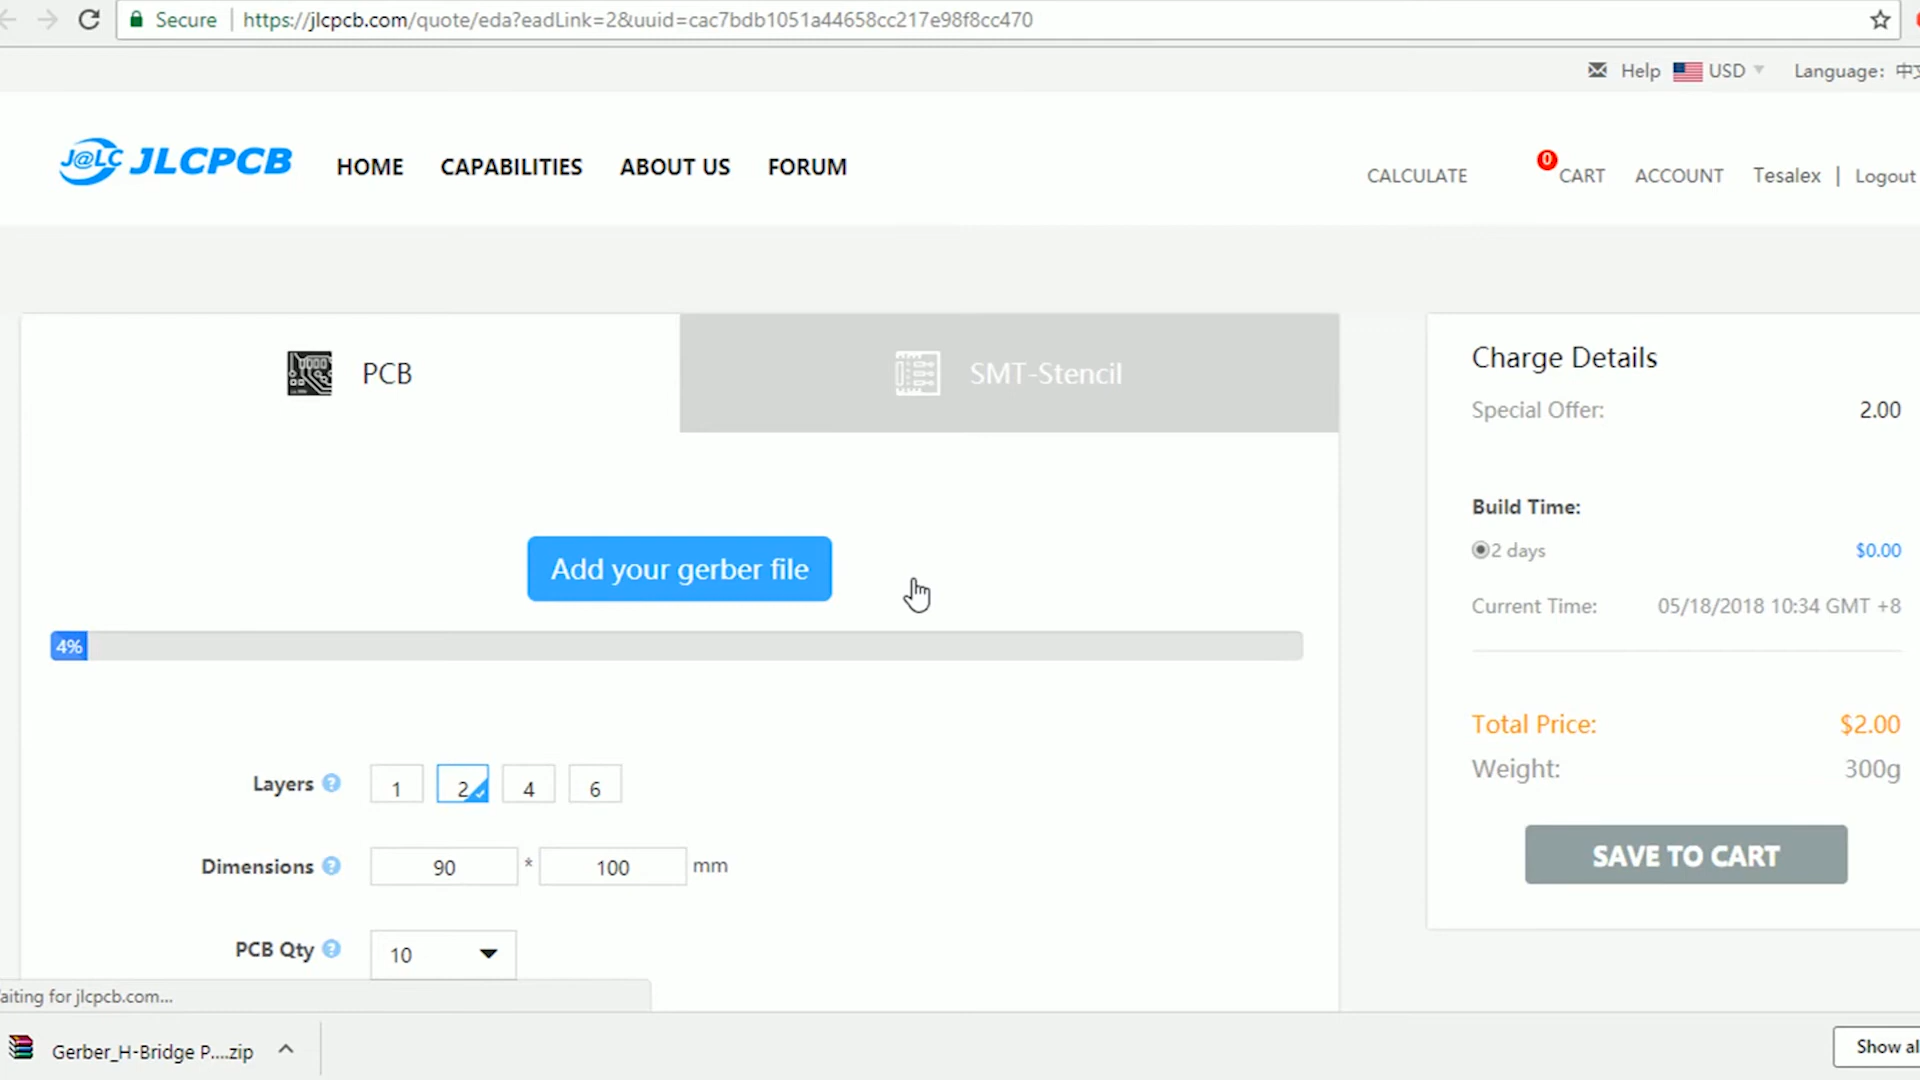 Secure | https://jlcpcb.com/quote/eda?eadLink=2&uuid=cac7bdb1051a44658cc217e98f8cc470
Help USD Language: 中文
J@LC JLCPCB HOME CAPABILITIES ABOUT US FORUM
CALCULATE 0 CART ACCOUNT Tesalex | Logout
PCB
SMT-Stencil
Add your gerber file
4%
Layers ? 1 2 4 6
Dimensions ? 90 * 100 mm
PCB Qty ? 10
Charge Details
Special Offer: 2.00
Build Time:
2 days $0.00
Current Time: 05/18/2018 10:34 GMT +8
Total Price: $2.00
Weight: 300g
SAVE TO CART
aiting for jlcpcb.com...
Gerber_H-Bridge P....zip
Show al